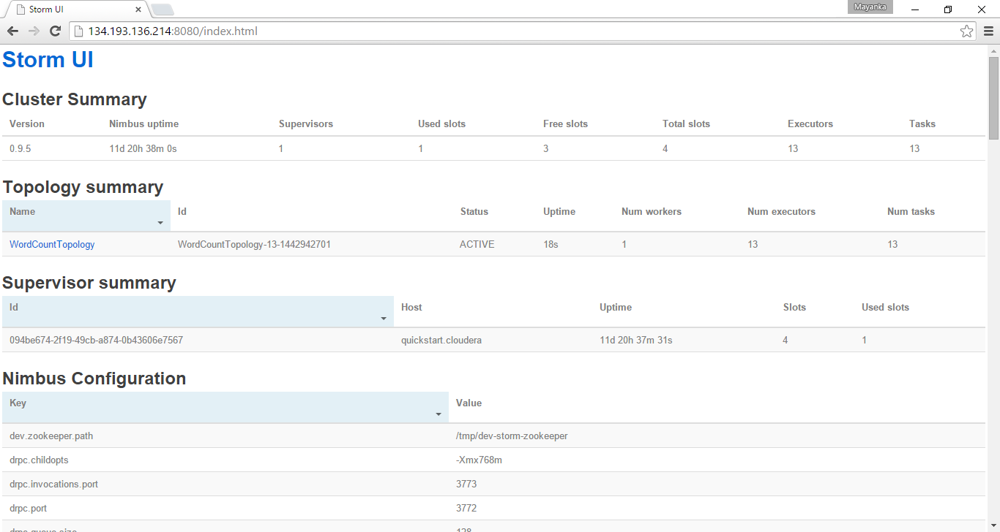 Storm UI
Mayanka
134.193.136.214:8080/index.html
Storm UI
Cluster Summary
Version Nimbus uptime Supervisors Used slots Free slots Total slots Executors Tasks
0.9.5 11d 20h 38m 0s 1 1 3 4 13 13
Topology summary
Name Id Status Uptime Num workers Num executors Num tasks
WordCountTopology WordCountTopology-13-1442942701 ACTIVE 18s 1 13 13
Supervisor summary
Id Host Uptime Slots Used slots
094be674-2f19-49cb-a874-0b43606e7567 quickstart.cloudera 11d 20h 37m 31s 4 1
Nimbus Configuration
Key Value
dev.zookeeper.path /tmp/dev-storm-zookeeper
drpc.childopts -Xmx768m
drpc.invocations.port 3773
drpc.port 3772
drpc.queue.size 128